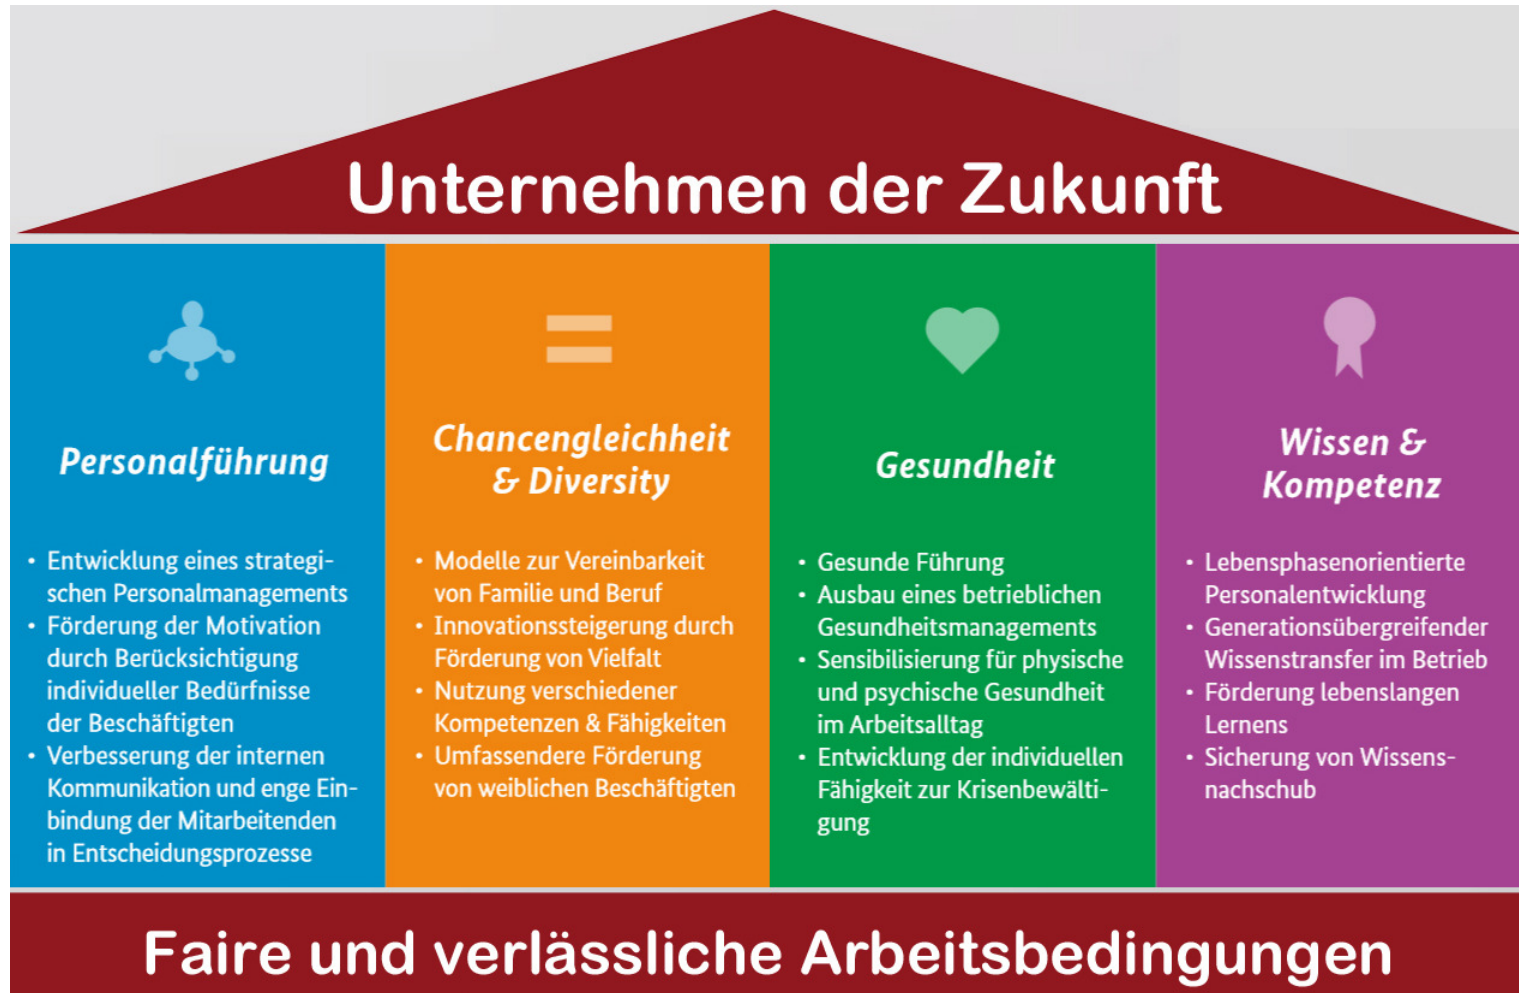 Unternehmen der Zukunft
Personalführung
• Entwicklung eines strategi-
schen Personalmanagements
• Förderung der Motivation
durch Berücksichtigung
individueller Bedürfnisse
der Beschäftigten
• Verbesserung der internen
Kommunikation und enge Ein-
bindung der Mitarbeitenden
in Entscheidungsprozesse
Chancengleichheit
& Diversity
• Modelle zur Vereinbarkeit
von Familie und Beruf
• Innovationssteigerung durch
Förderung von Vielfalt
• Nutzung verschiedener
Kompetenzen & Fähigkeiten
• Umfassendere Förderung
von weiblichen Beschäftigten
Gesundheit
• Gesunde Führung
• Ausbau eines betrieblichen
Gesundheitsmanagements
• Sensibilisierung für physische
und psychische Gesundheit
im Arbeitsalltag
• Entwicklung der individuellen
Fähigkeit zur Krisenbewälti-
gung
Wissen &
Kompetenz
• Lebensphasenorientierte
Personalentwicklung
• Generationsübergreifender
Wissenstransfer im Betrieb
• Förderung lebenslangen
Lernens
• Sicherung von Wissens-
nachschub
Faire und verlässliche Arbeitsbedingungen